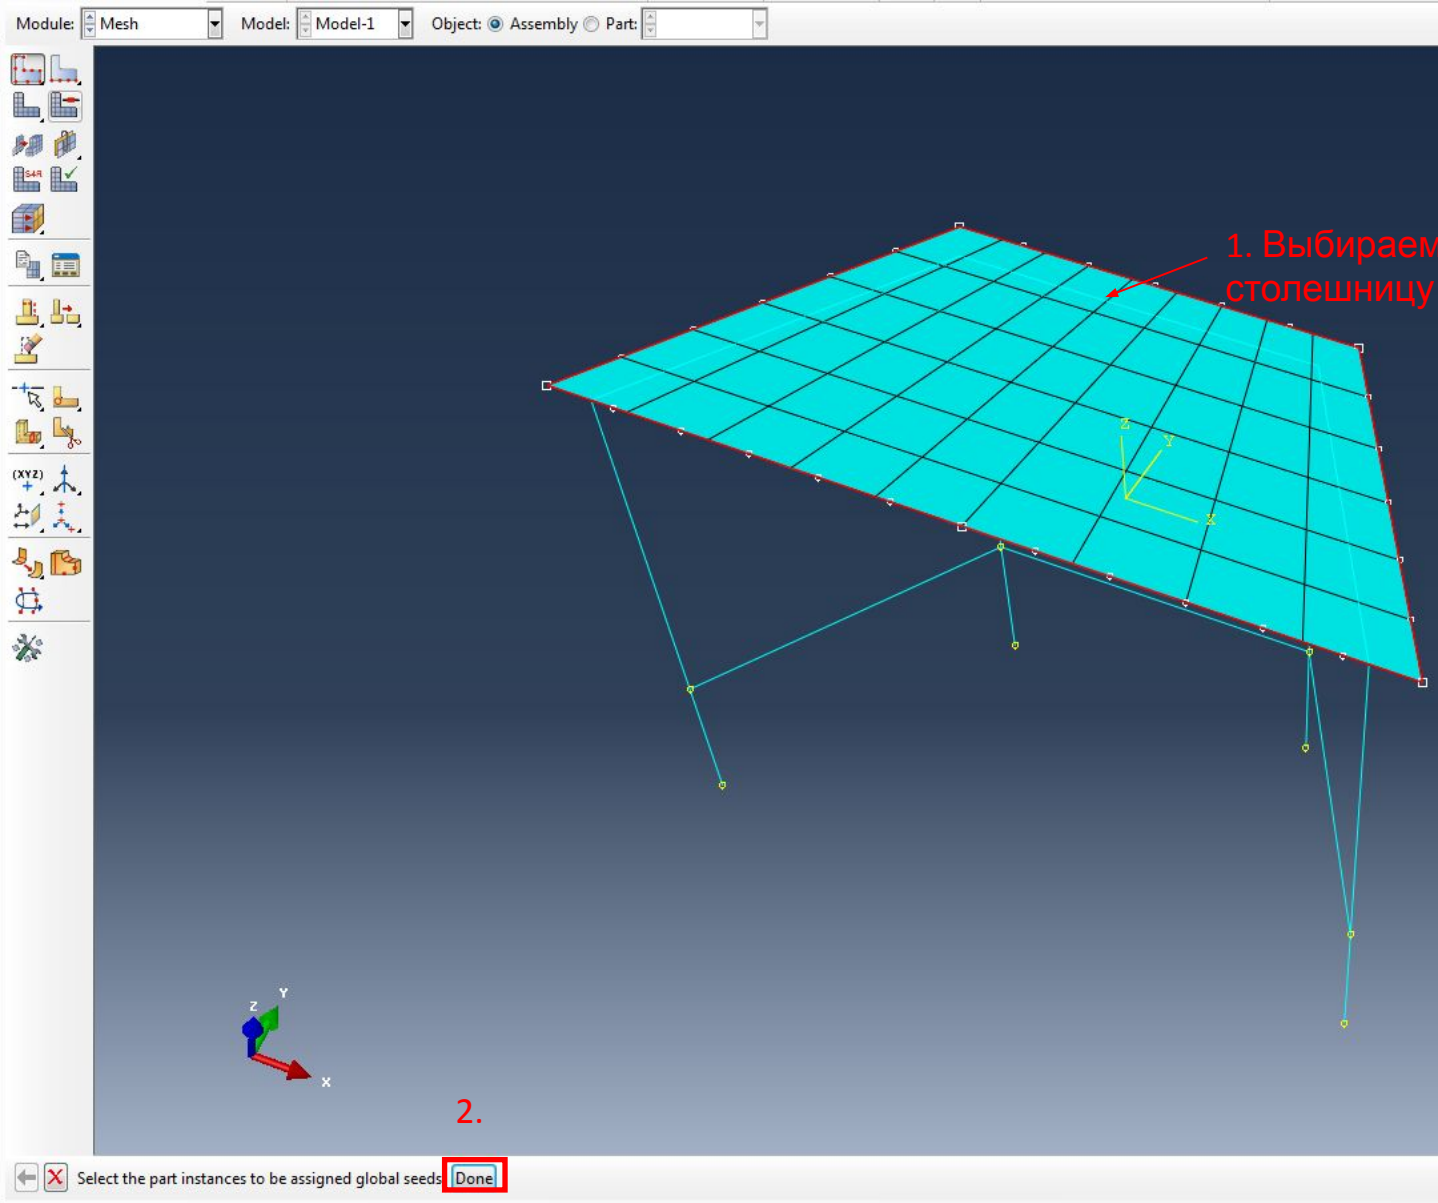 Module: Mesh Model: Model-1 Object: Assembly Part:
S4R
1. Выбираем
столешницу
Z
Y
X
(XYZ)
Z Y
X
2.
Select the part instances to be assigned global seeds Done